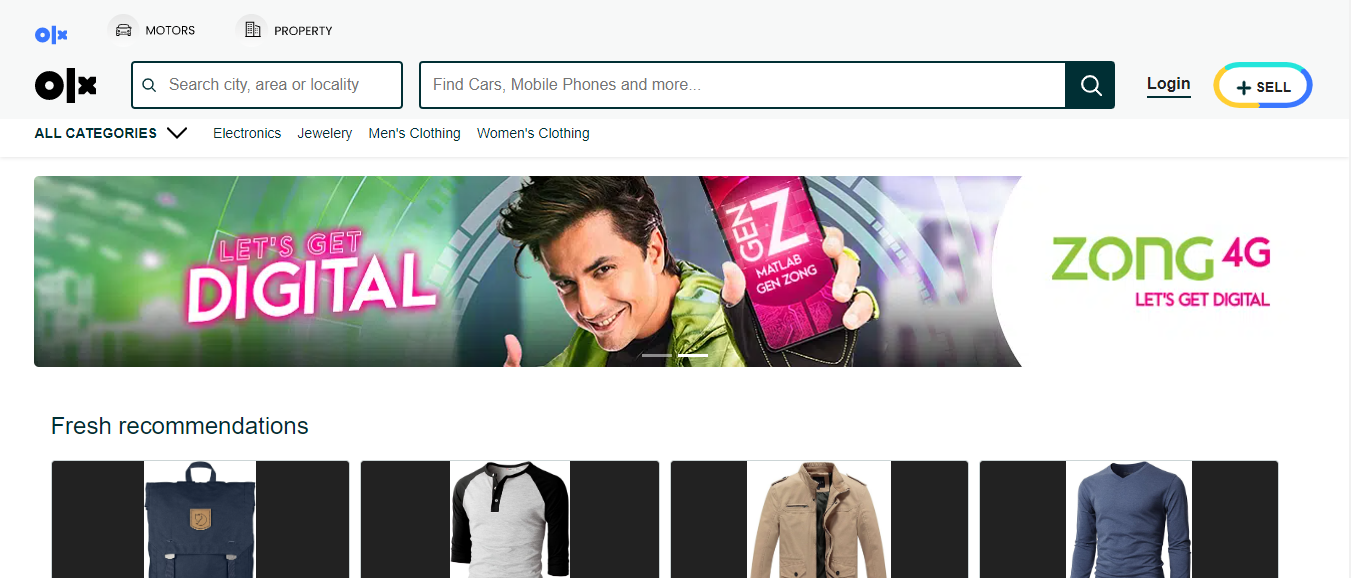 olx MOTORS PROPERTY
olx Search city, area or locality Find Cars, Mobile Phones and more... Login SELL
ALL CATEGORIES Electronics Jewelery Men's Clothing Women's Clothing
LET'S GET
DIGITAL
GEN Z
MATLAB
GEN ZONG
ZONG 4G
LET'S GET DIGITAL
Fresh recommendations